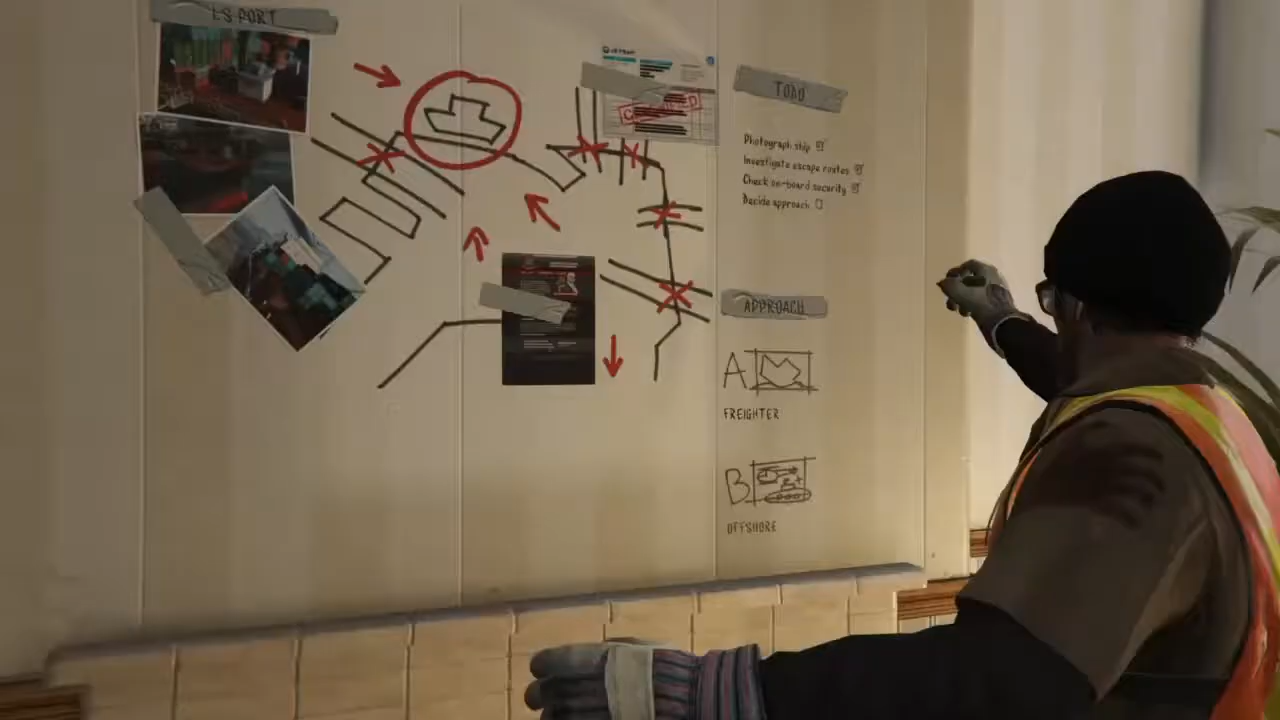 LS PORT
TODO
Photograph ship
Investigate escape routes
Check on-board security
Decide approach
APPROACH
A
FREIGHTER
B
OFFSHORE